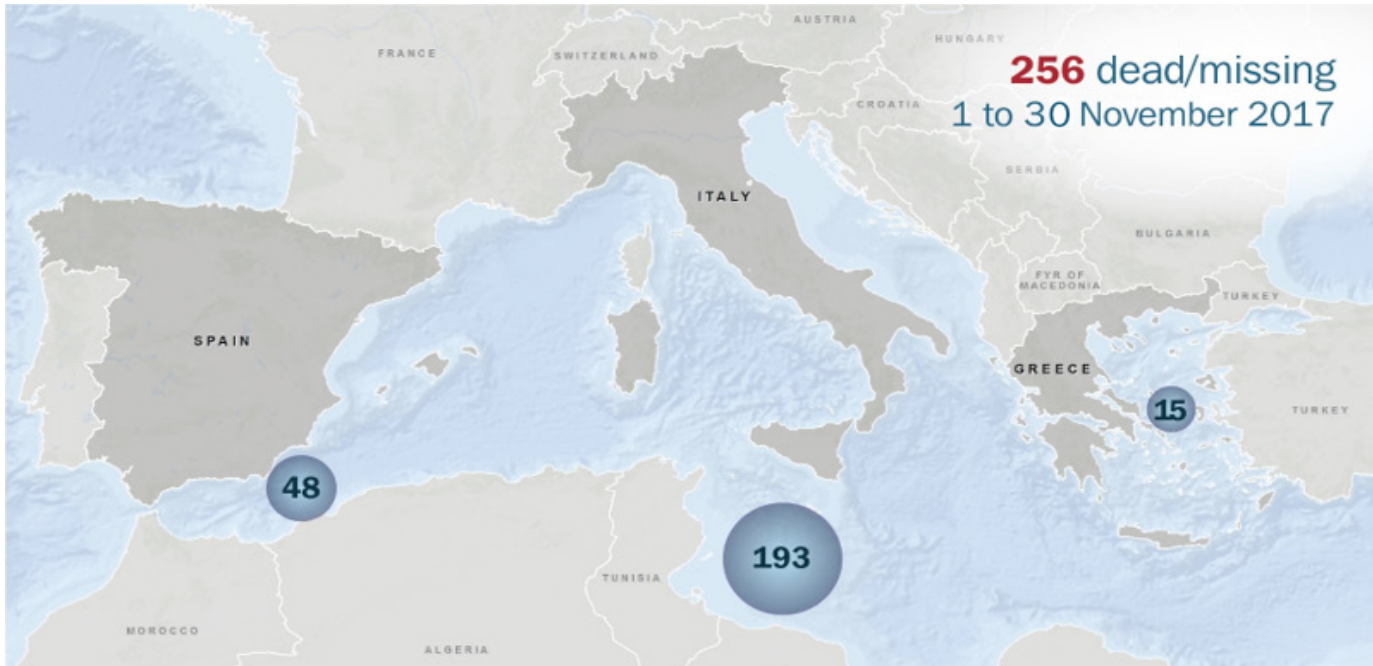 AUSTRIA
HUNGARY
FRANCE
SWITZERLAND
256 dead/missing
CROATIA
1 to 30 November 2017
SERBIA
ITALY
BULGARIA
FYR OF
MACEDONIA
TURKEY
SPAIN
GREECE
15
TURKEY
48
193
TUNISIA
MOROCCO
ALGERIA